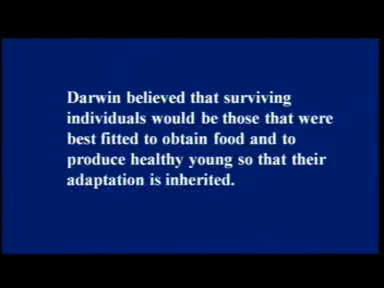 Darwin believed that surviving
individuals would be those that were
best fitted to obtain food and to
produce healthy young so that their
adaptation is inherited.